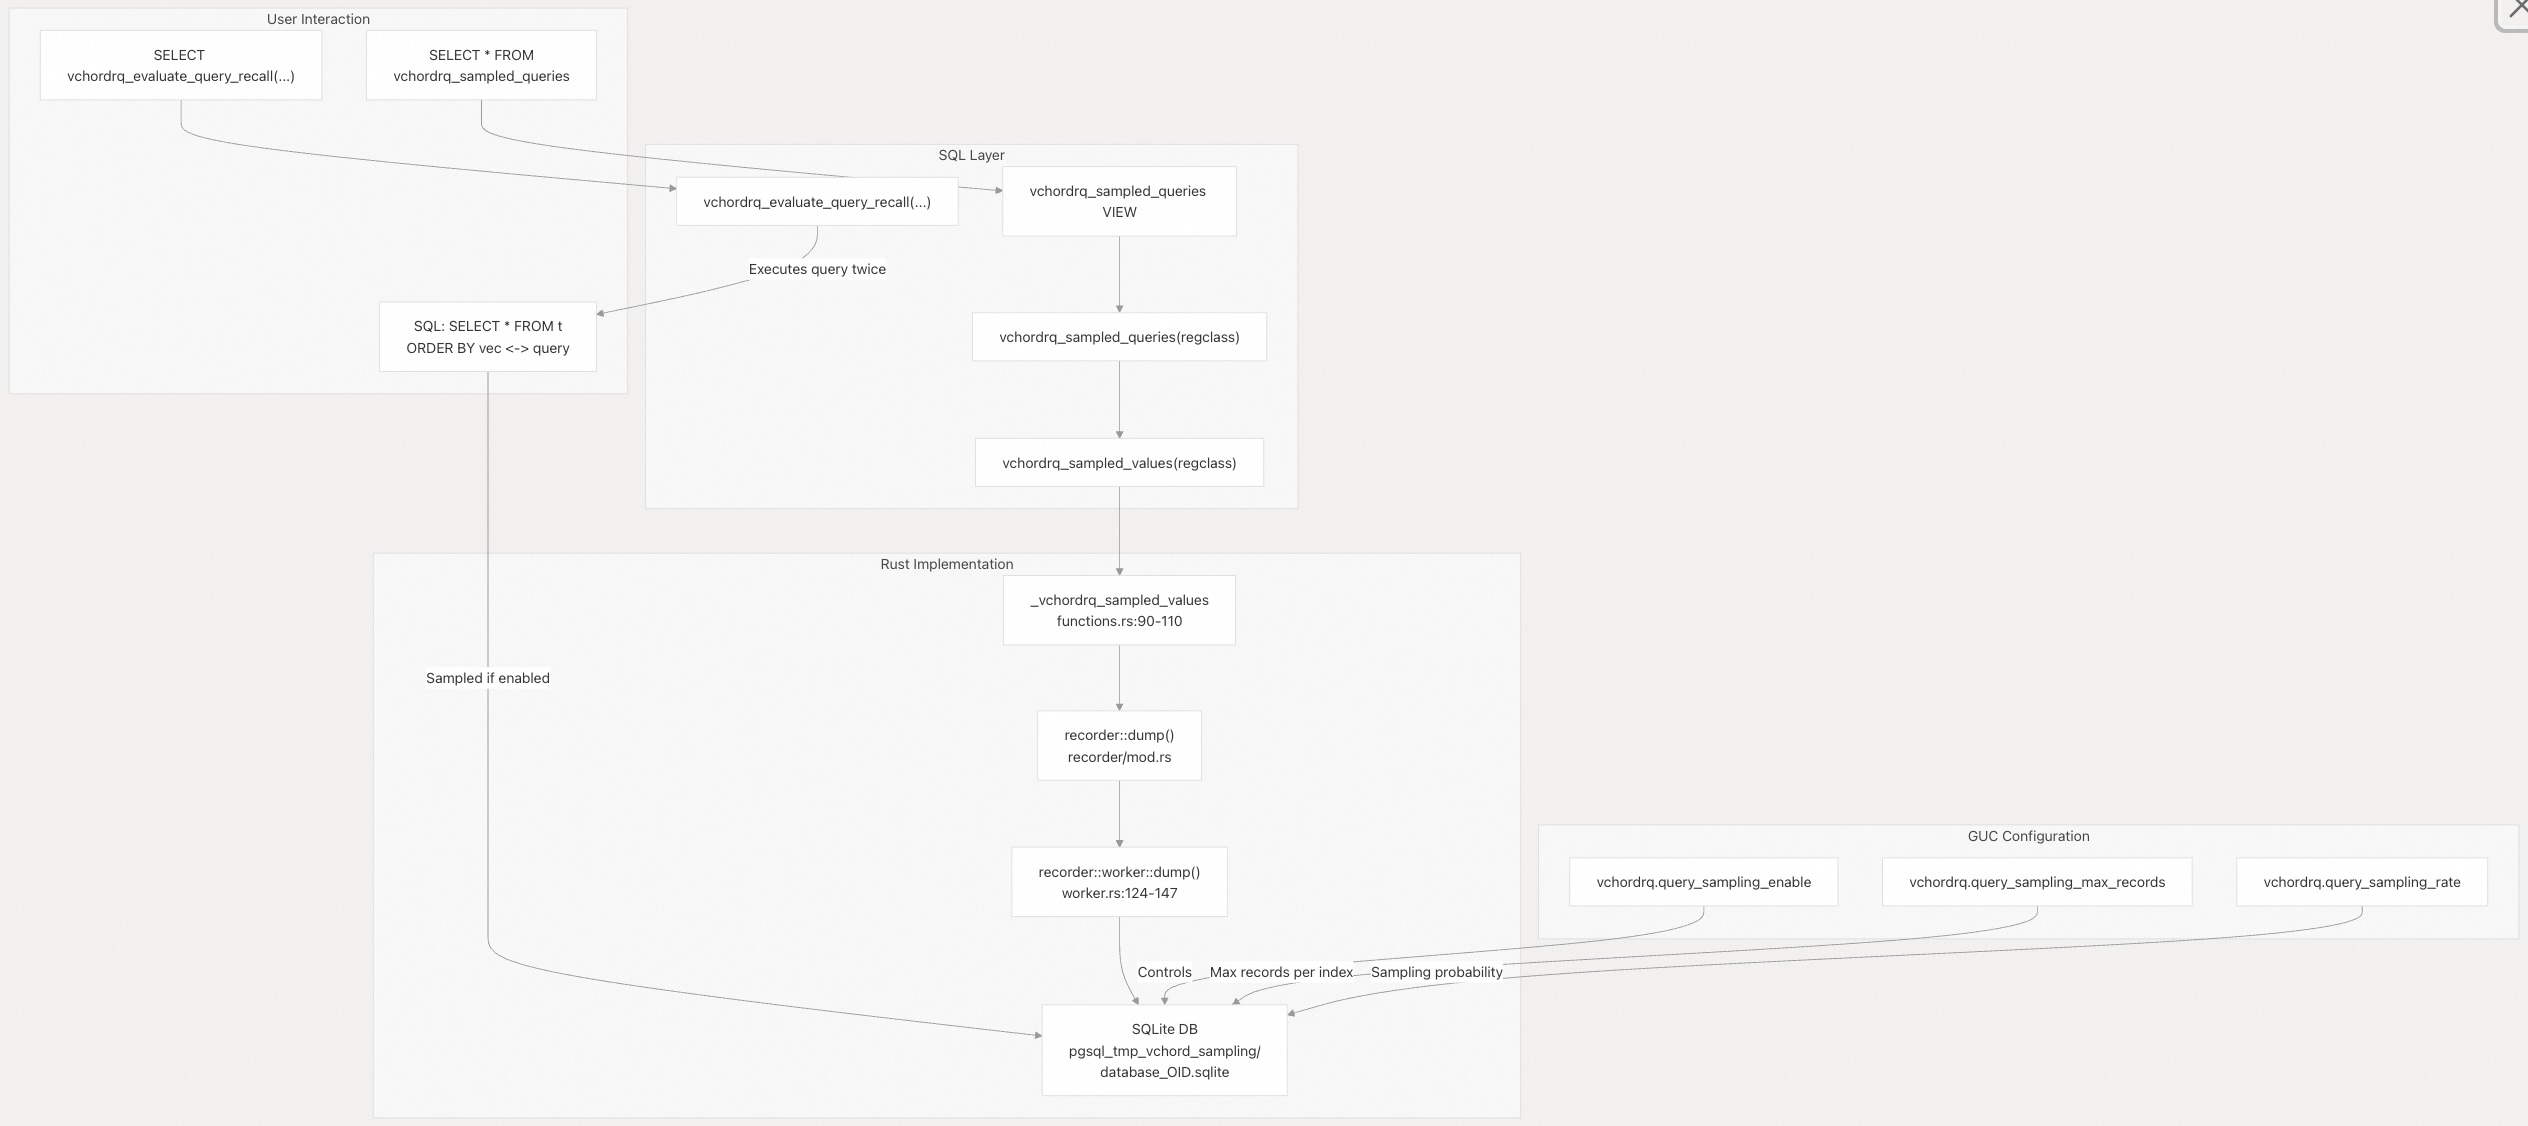 User Interaction
SELECT
vchordrq_evaluate_query_recall(...)
SELECT * FROM
vchordrq_sampled_queries
SQL Layer
vchordrq_evaluate_query_recall(...)
vchordrq_sampled_queries
VIEW
Executes query twice
SQL: SELECT * FROM t
ORDER BY vec <-> query
vchordrq_sampled_queries(regclass)
vchordrq_sampled_values(regclass)
Rust Implementation
_vchordrq_sampled_values
functions.rs:90-110
Sampled if enabled
recorder::dump()
recorder/mod.rs
recorder::worker::dump()
worker.rs:124-147
GUC Configuration
vchordrq.query_sampling_enable
vchordrq.query_sampling_max_records
vchordrq.query_sampling_rate
Controls
Max records per index
Sampling probability
SQLite DB
pgsql_tmp_vchord_sampling/
database_OID.sqlite